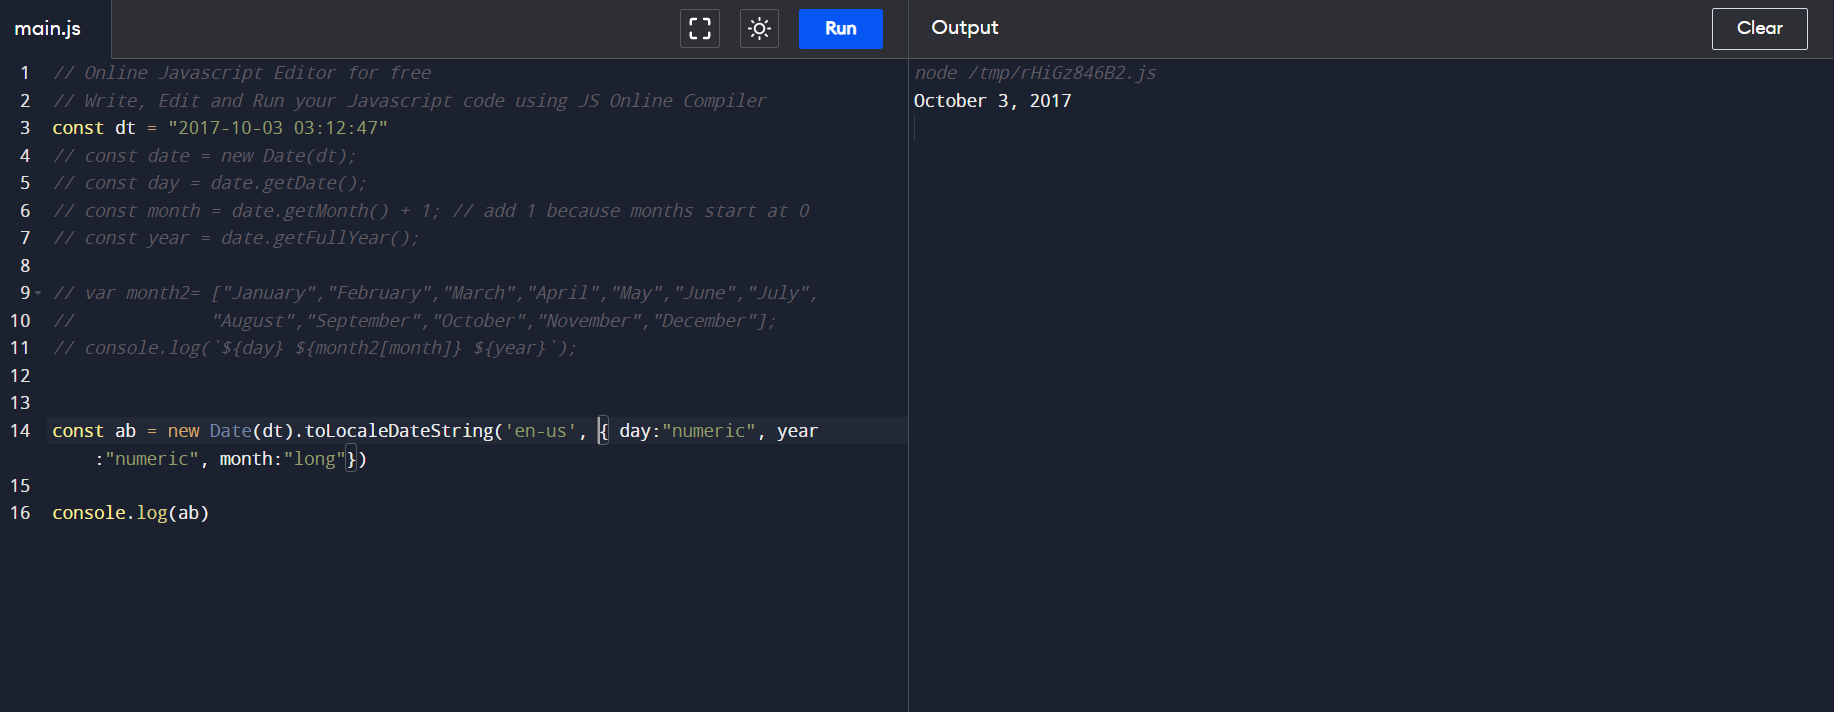 main.js
Run
Output
Clear
1 // Online Javascript Editor for free
2 // Write, Edit and Run your Javascript code using JS Online Compiler
3 const dt = "2017-10-03 03:12:47"
4 // const date = new Date(dt);
5 // const day = date.getDate();
6 // const month = date.getMonth() + 1; // add 1 because months start at 0
7 // const year = date.getFullYear();
8
9 // var month2= ["January","February","March","April","May","June","July",
10 // "August","September","October","November","December"];
11 // console.log(`${day} ${month2[month]} ${year}`);
12
13
14 const ab = new Date(dt).toLocaleDateString('en-us', { day:"numeric", year
:"numeric", month:"long"})
15
16 console.log(ab)
node /tmp/rHiGz846B2.js
October 3, 2017